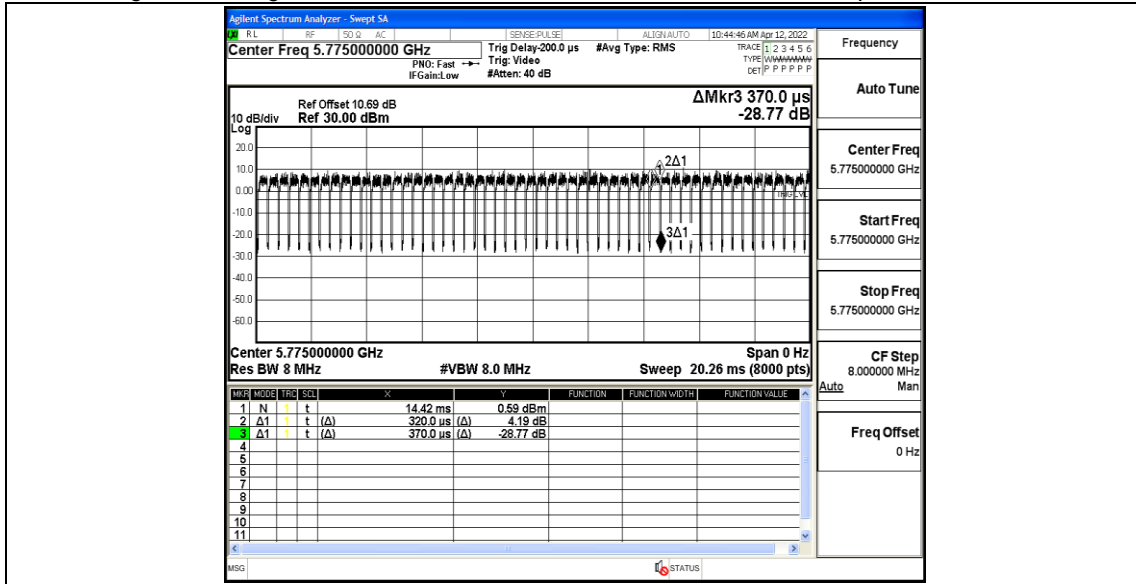 Agilent Spectrum Analyzer - Swept SA
RL RF 50 Ω AC SENSE:PULSE ALIGN AUTO 10:44:46 AM Apr 12, 2022
Center Freq 5.775000000 GHz Trig Delay-200.0 µs #Avg Type: RMS TRACE 1 2 3 4 5 6
PNO: Fast Trig: Video TYPE
IFGain:Low #Atten: 40 dB DET P P P P P P
ΔMkr3 370.0 µs
Ref Offset 10.69 dB
10 dB/div Ref 30.00 dBm -28.77 dB
Log
20.0
2Δ1
10.0
0.00
TRIG LVL
-10.0
-20.0
3Δ1
-30.0
-40.0
-50.0
-60.0
Center 5.775000000 GHz Span 0 Hz
Res BW 8 MHz #VBW 8.0 MHz Sweep 20.26 ms (8000 pts)
MKR MODE TRC SCL X Y FUNCTION FUNCTION WIDTH FUNCTION VALUE
1 N 1 t 14.42 ms 0.59 dBm
2 Δ1 1 t (Δ) 320.0 µs (Δ) 4.19 dB
3 Δ1 1 t (Δ) 370.0 µs (Δ) -28.77 dB
4
5
6
7
8
9
10
11
MSG STATUS
Frequency
Auto Tune
Center Freq
5.775000000 GHz
Start Freq
5.775000000 GHz
Stop Freq
5.775000000 GHz
CF Step
8.000000 MHz
Auto Man
Freq Offset
0 Hz